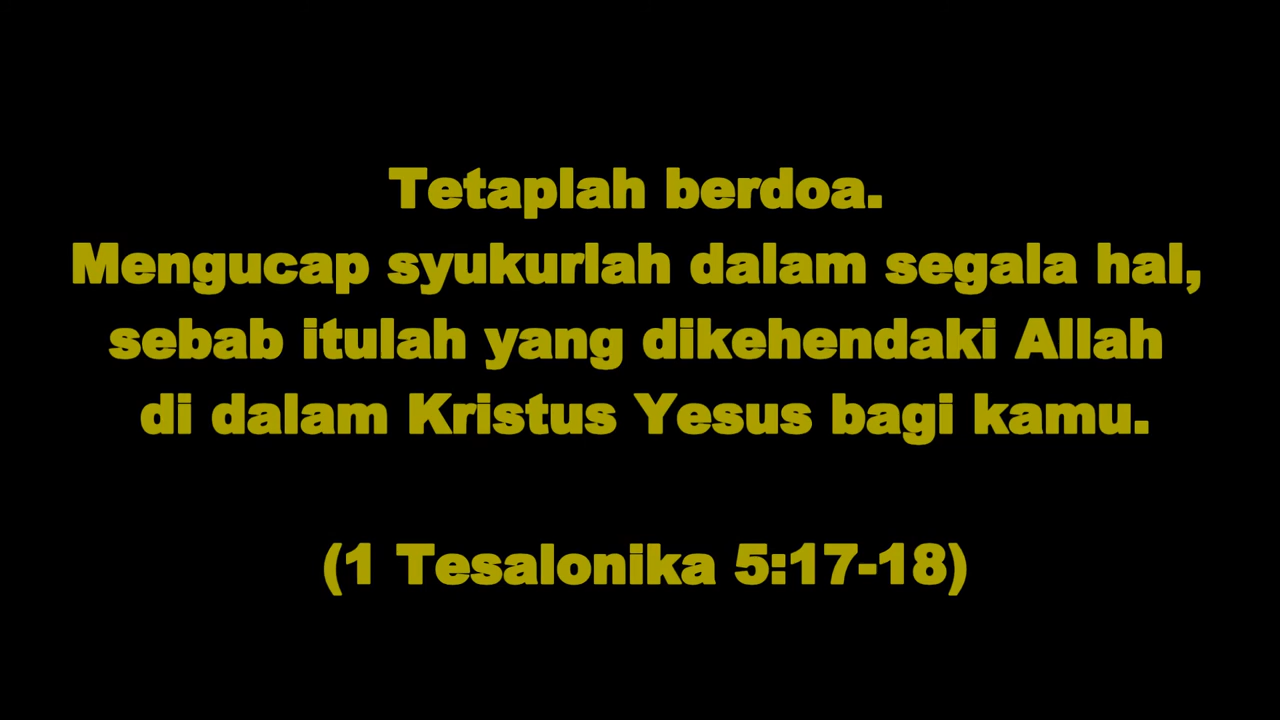 Tetaplah berdoa.
Mengucap syukurlah dalam segala hal,
sebab itulah yang dikehendaki Allah
di dalam Kristus Yesus bagi kamu.
(1 Tesalonika 5:17-18)